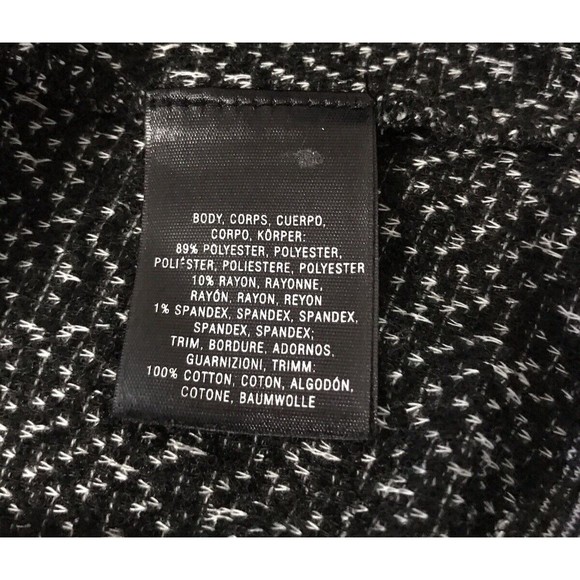 BODY, CORPS, CUERPO,
CORPO, KÖRPER:
89% POLYESTER, POLYESTER,
POLIÉSTER, POLIESTERE, POLYESTER
10% RAYON, RAYONNE,
RAYÓN, RAYON, REYON
1% SPANDEX, SPANDEX, SPANDEX,
SPANDEX, SPANDEX;
TRIM, BORDURE, ADORNOS,
GUARNIZIONI, TRIMM:
100% COTTON, COTON, ALGODÓN,
COTONE, BAUMWOLLE